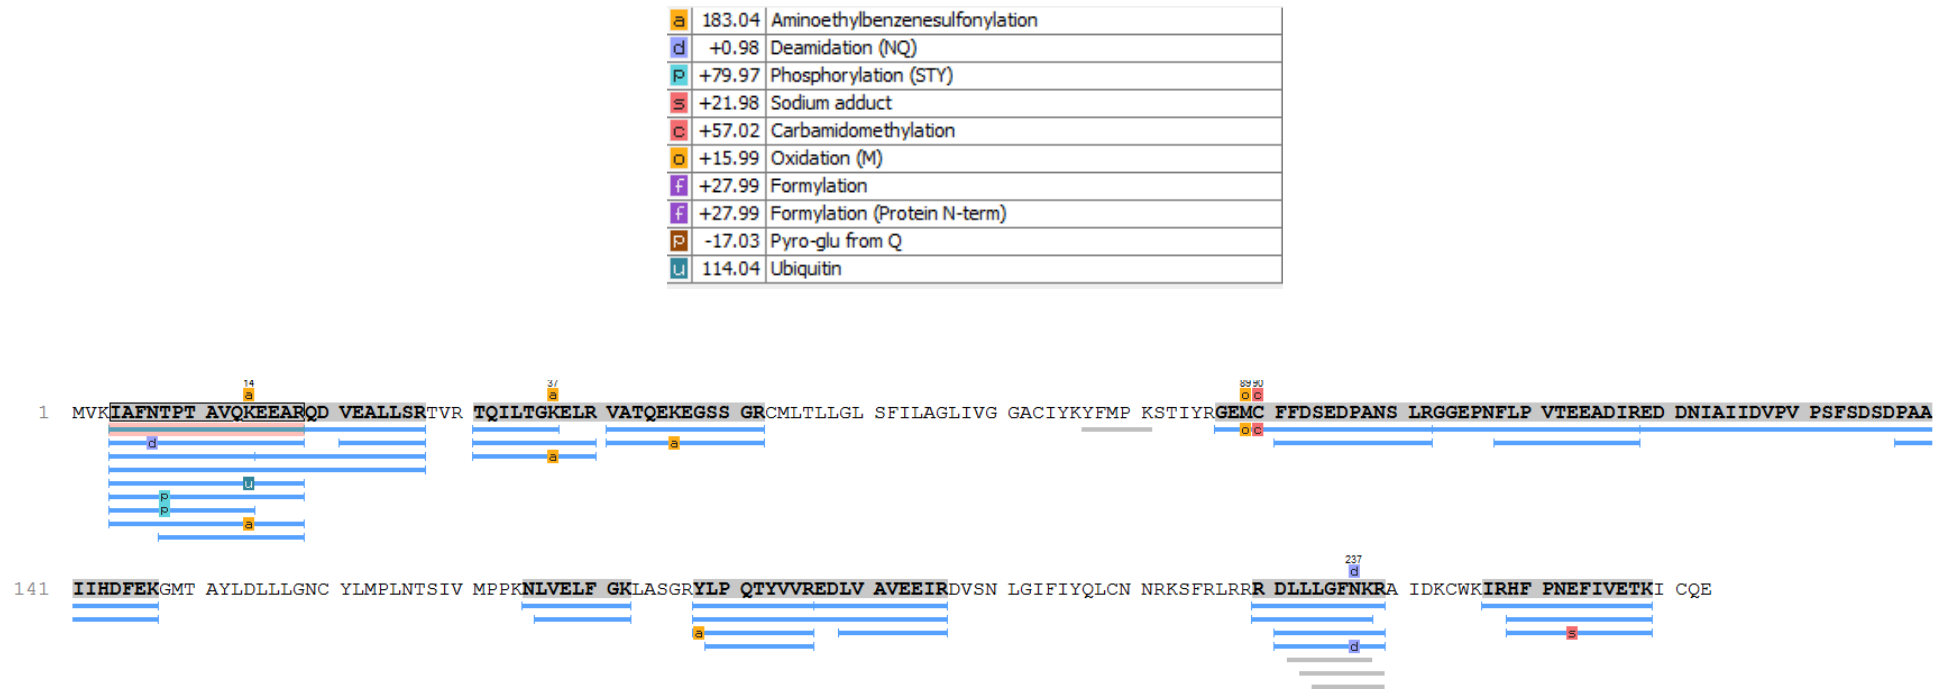 a 183.04 Aminoethylbenzenesulfonylation
d +0.98 Deamidation (NQ)
p +79.97 Phosphorylation (STY)
s +21.98 Sodium adduct
c +57.02 Carbamidomethylation
o +15.99 Oxidation (M)
f +27.99 Formylation
f +27.99 Formylation (Protein N-term)
p -17.03 Pyro-glu from Q
u 114.04 Ubiquitin
14 37 89 90
a a o c
1 MVKIAFNTPT AVQKEEARQD VEALLSRTVR TQILTGKELR VATQEKEGSS GRCMLTLLGL SFILAGLIVG GACIYKYFMP KSTIYRGEMC FFDSEDPANS LRGGEPNFLP VTEEADIRED DNIAIIDVPV PSFSDSDPAA
o c
d a
a
u
p
p
a
237
d
141 IIHDFEKGMT AYLDLLLGNC YLMPLNTSIV MPPKNLVELF GKLASGRYLP QTYVVREDLV AVEEIRDVSN LGIFIYQLCN NRKSFRLRRR DLLLGFNKRA IDKCWKIRHF PNEFIVETKI CQE
a s
d